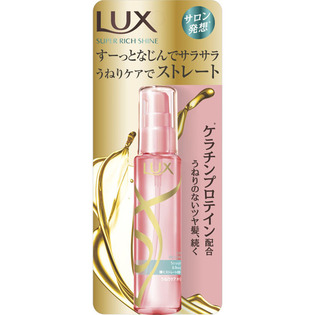 LUX
SUPER RICH SHINE
サロン
発想
すーっとなじんでサラサラ
うねりケアでストレート
ケラチンプロテイン配合
うねりのないツヤ髪、続く
LUX